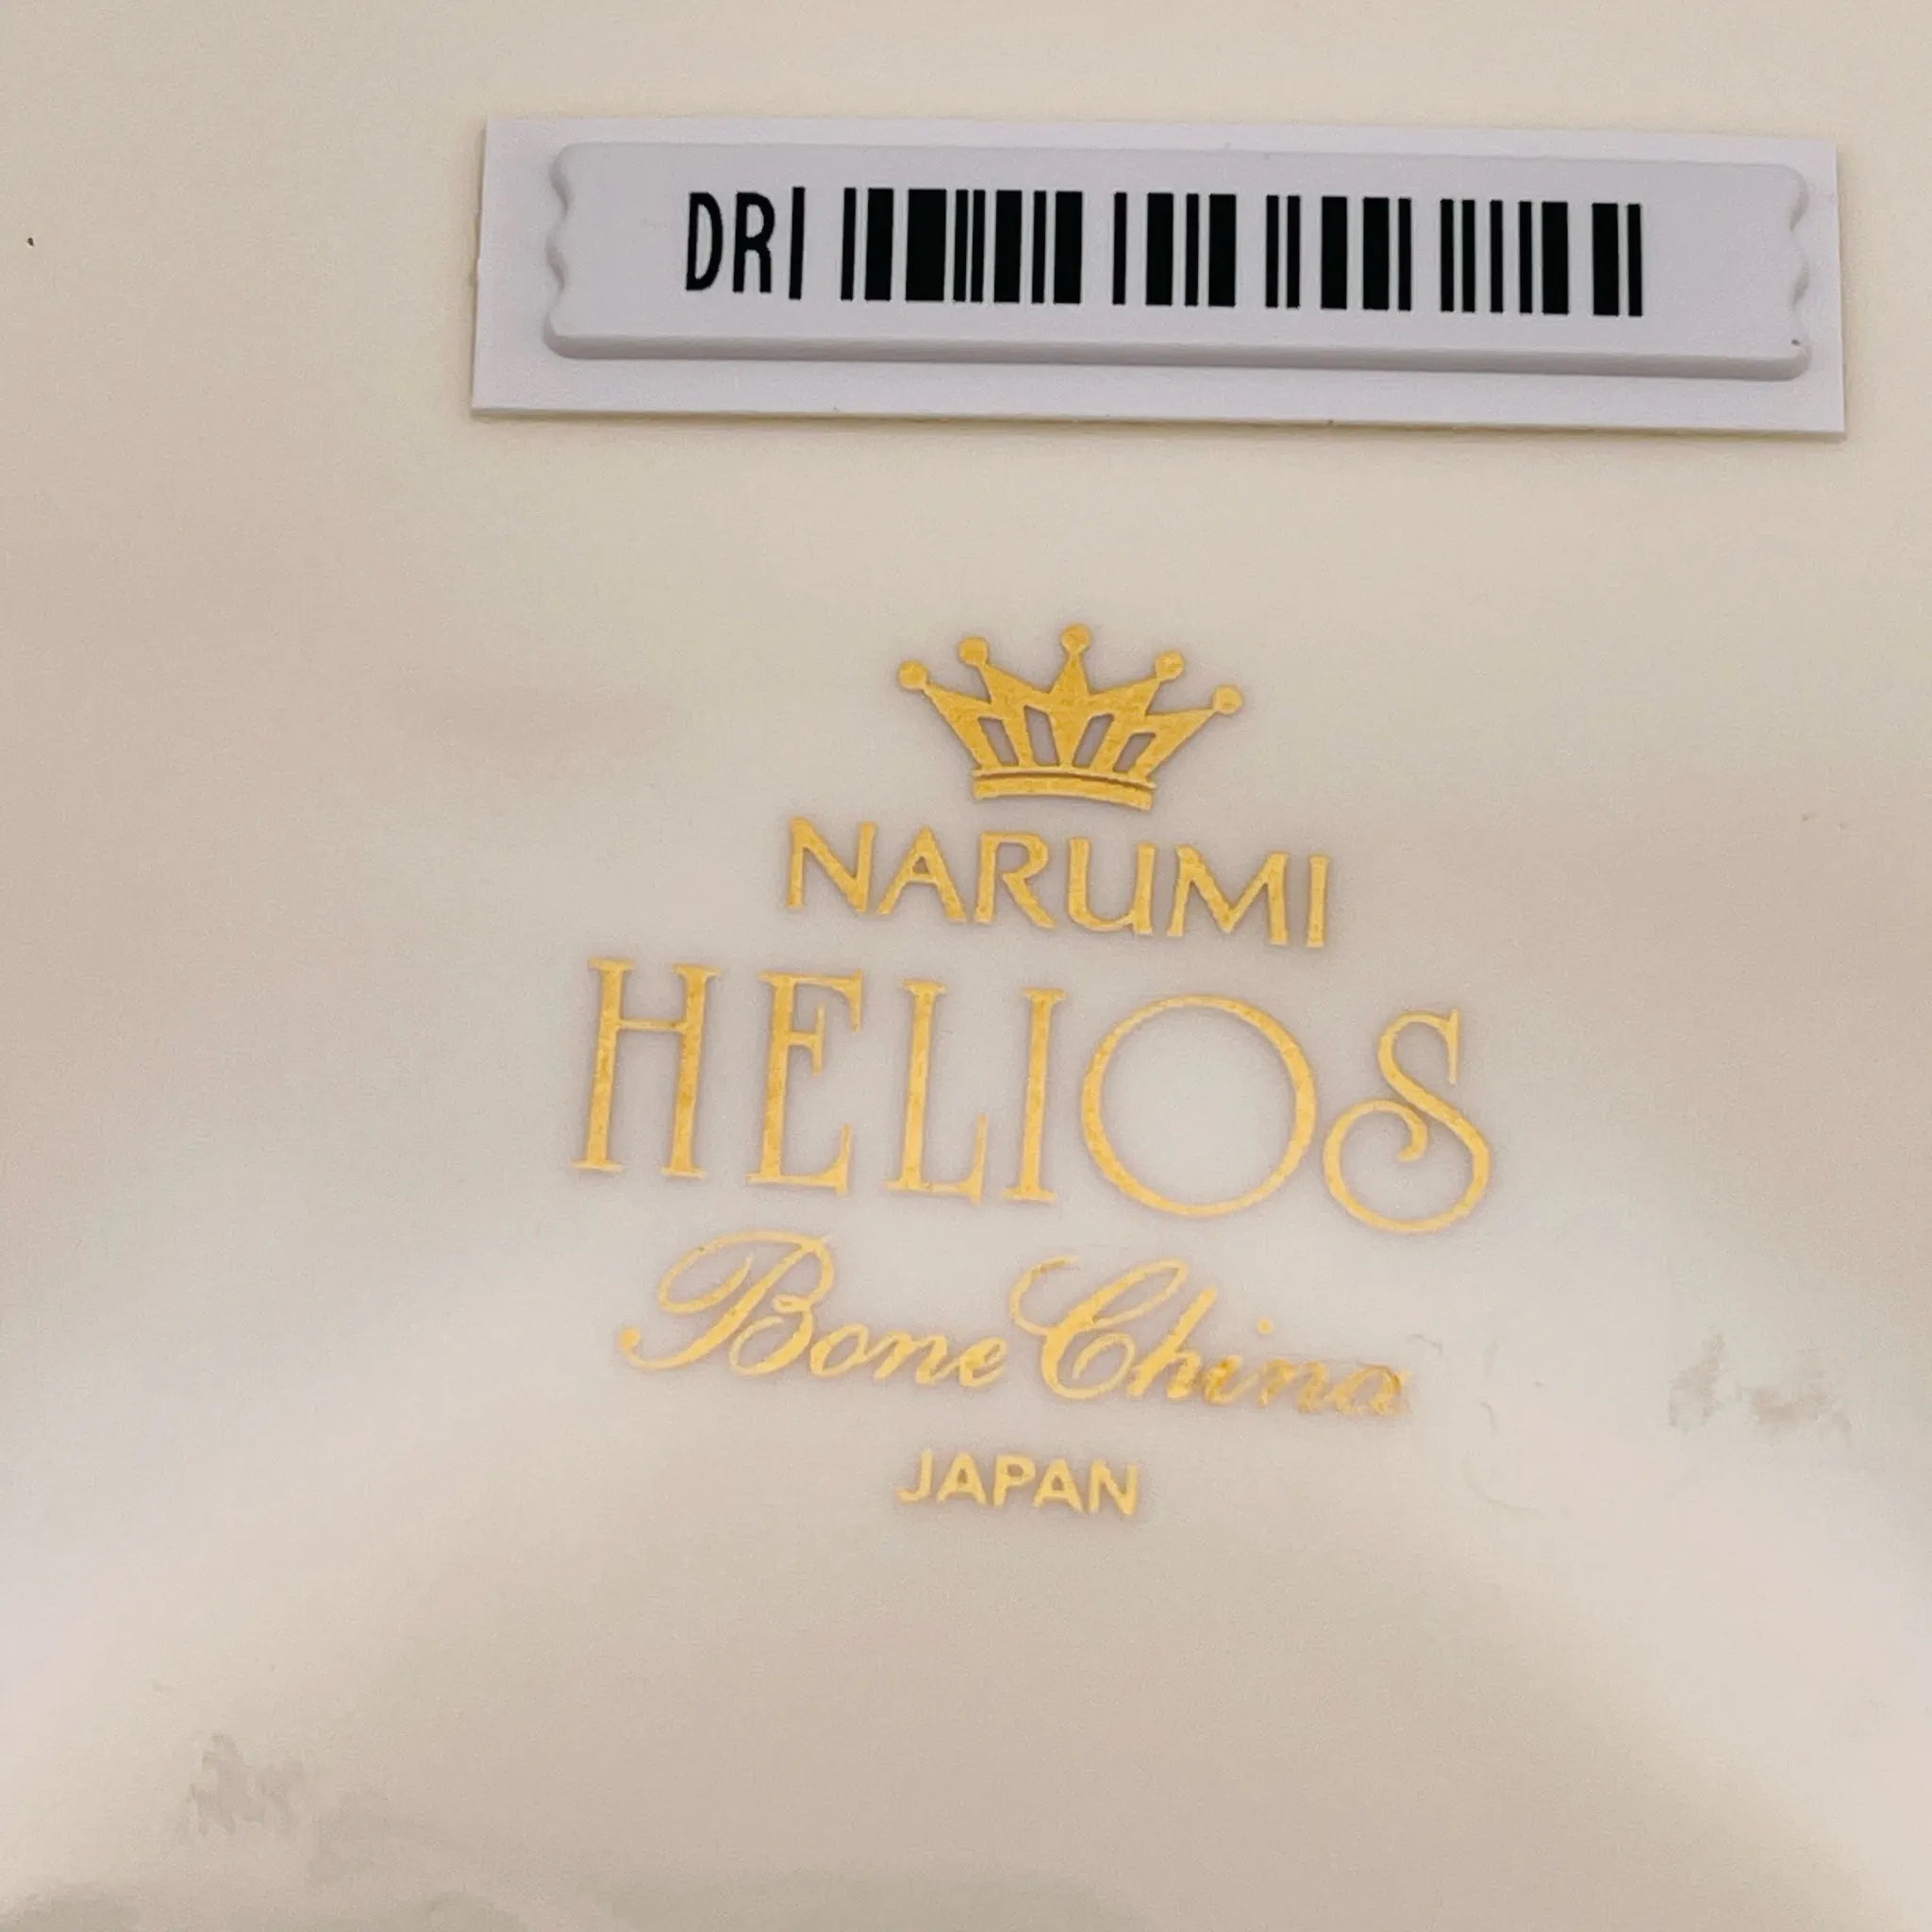 DRI
NARUMI
HELIOS
Bone China
JAPAN